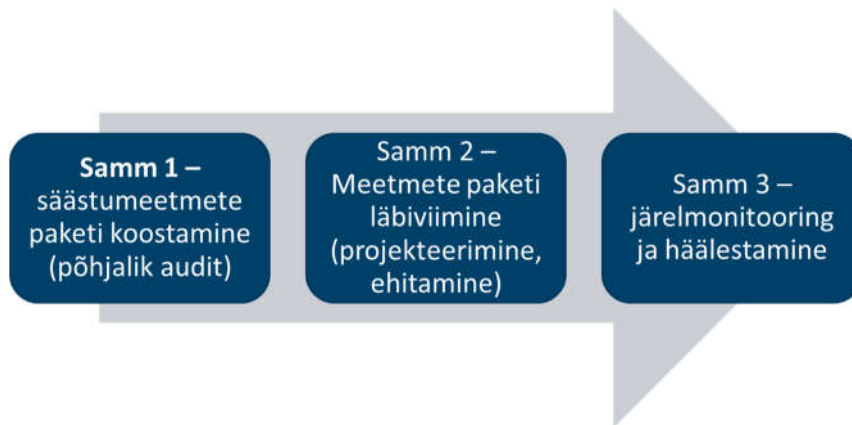 Samm 1 –
säästumeetmete
paketi koostamine
(põhjalik audit)
Samm 2 –
Meetmete paketi
läbiviimine
(projekteerimine,
ehitamine)
Samm 3 –
järelmonitooring
ja häälestamine